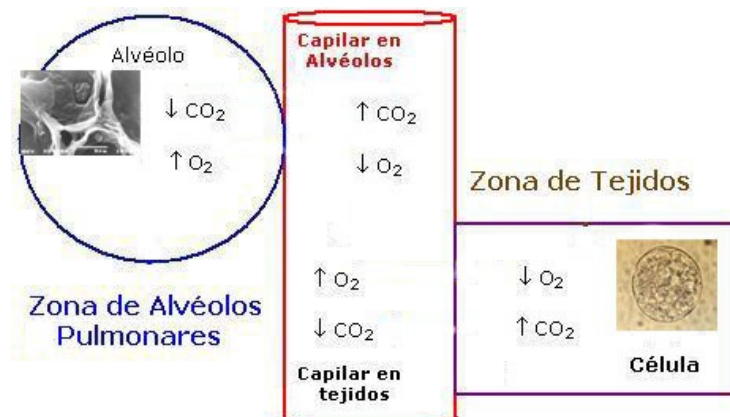 Alvéolo
↓ CO₂
↑ O₂
Zona de Alvéolos
Pulmonares
Capilar en
Alvéolos
↑ CO₂
↓ O₂
↑ O₂
↓ CO₂
Capilar en
tejidos
Zona de Tejidos
↓ O₂
↑ CO₂
Célula